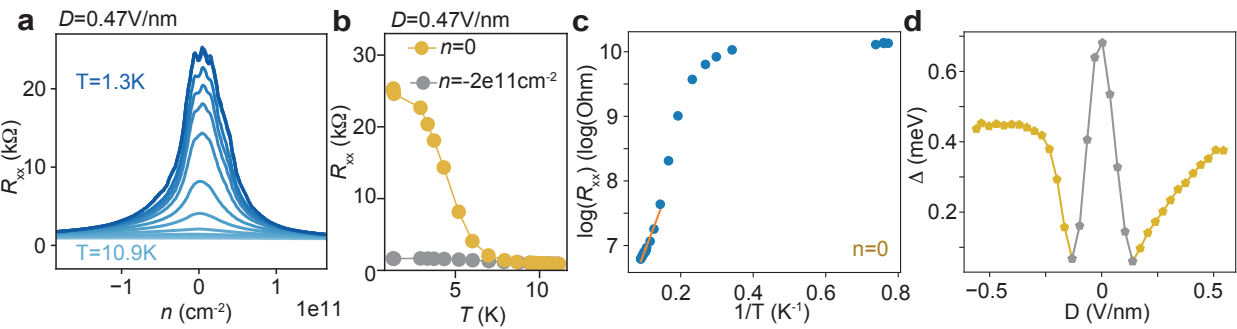 a
D=0.47V/nm
Rxx (kΩ)
20
10
0
T=1.3K
T=10.9K
−1
0
1
1e11
n (cm-2)
b
D=0.47V/nm
Rxx (kΩ)
30
20
10
0
n=0
n=-2e11cm-2
5
10
T (K)
c
log(Rxx) (log(Ohm)
10
9
8
7
n=0
0.2
0.4
0.6
0.8
1/T (K-1)
d
Δ (meV)
0.6
0.4
0.2
−0.5
0
0.5
D (V/nm)